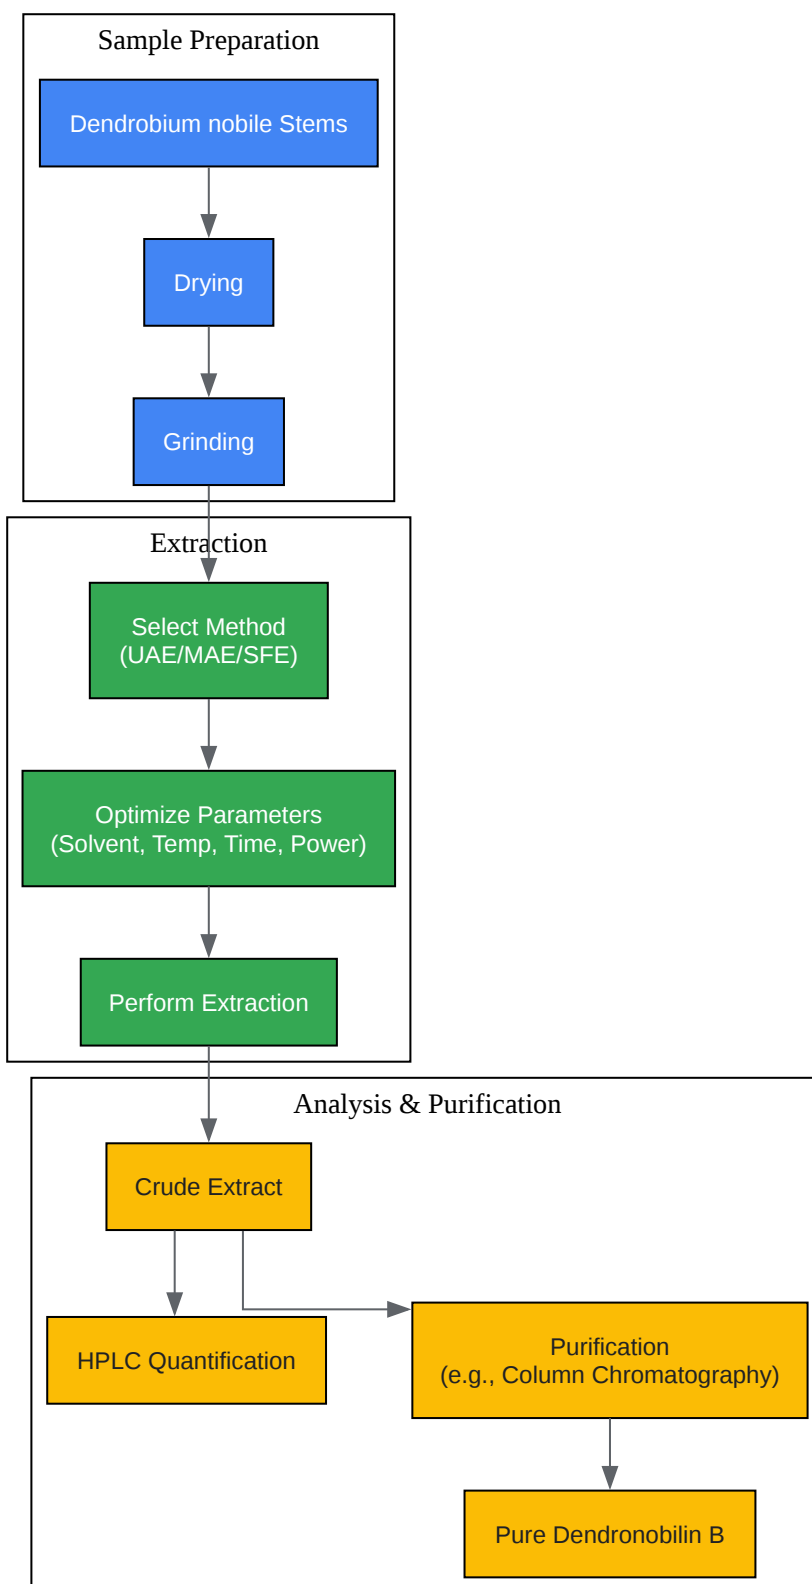 Sample Preparation
Dendrobium nobile Stems
Drying
Grinding
Extraction
Select Method
(UAE/MAE/SFE)
Optimize Parameters
(Solvent, Temp, Time, Power)
Perform Extraction
Analysis & Purification
Crude Extract
HPLC Quantification
Purification
(e.g., Column Chromatography)
Pure Dendronobilin B